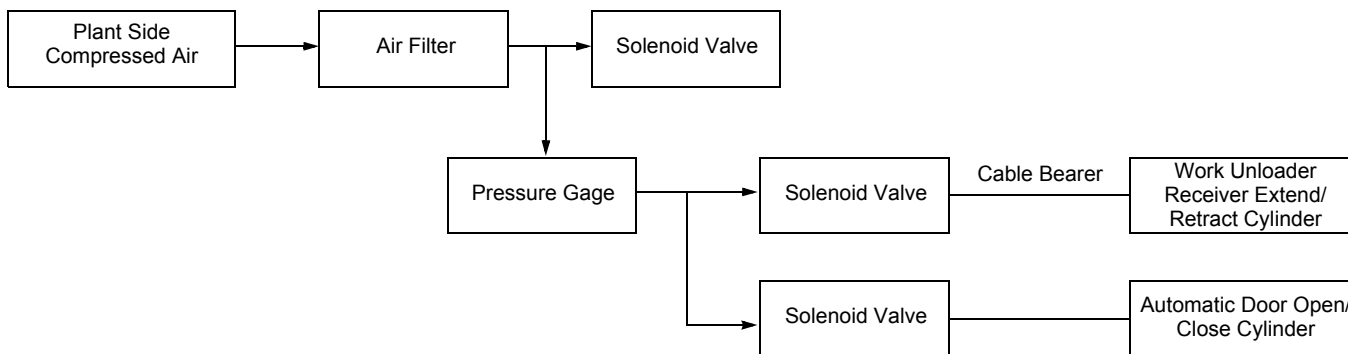 Plant Side
Compressed Air
Air Filter
Solenoid Valve
Pressure Gage
Solenoid Valve
Cable Bearer
Work Unloader
Receiver Extend/
Retract Cylinder
Solenoid Valve
Automatic Door Open/
Close Cylinder